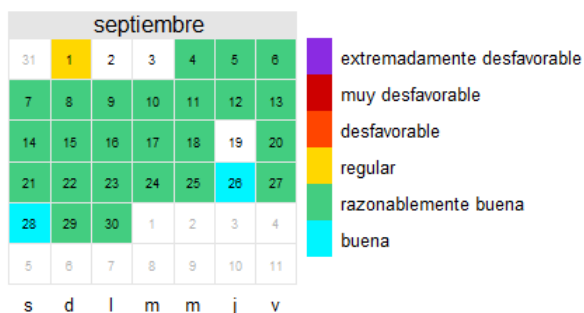 septiembre
31 1 2 3 4 5 6
7 8 9 10 11 12 13
14 15 16 17 18 19 20
21 22 23 24 25 26 27
28 29 30 1 2 3 4
5 6 7 8 9 10 11
s d l m m j v
extremadamente desfavorable
muy desfavorable
desfavorable
regular
razonablemente buena
buena